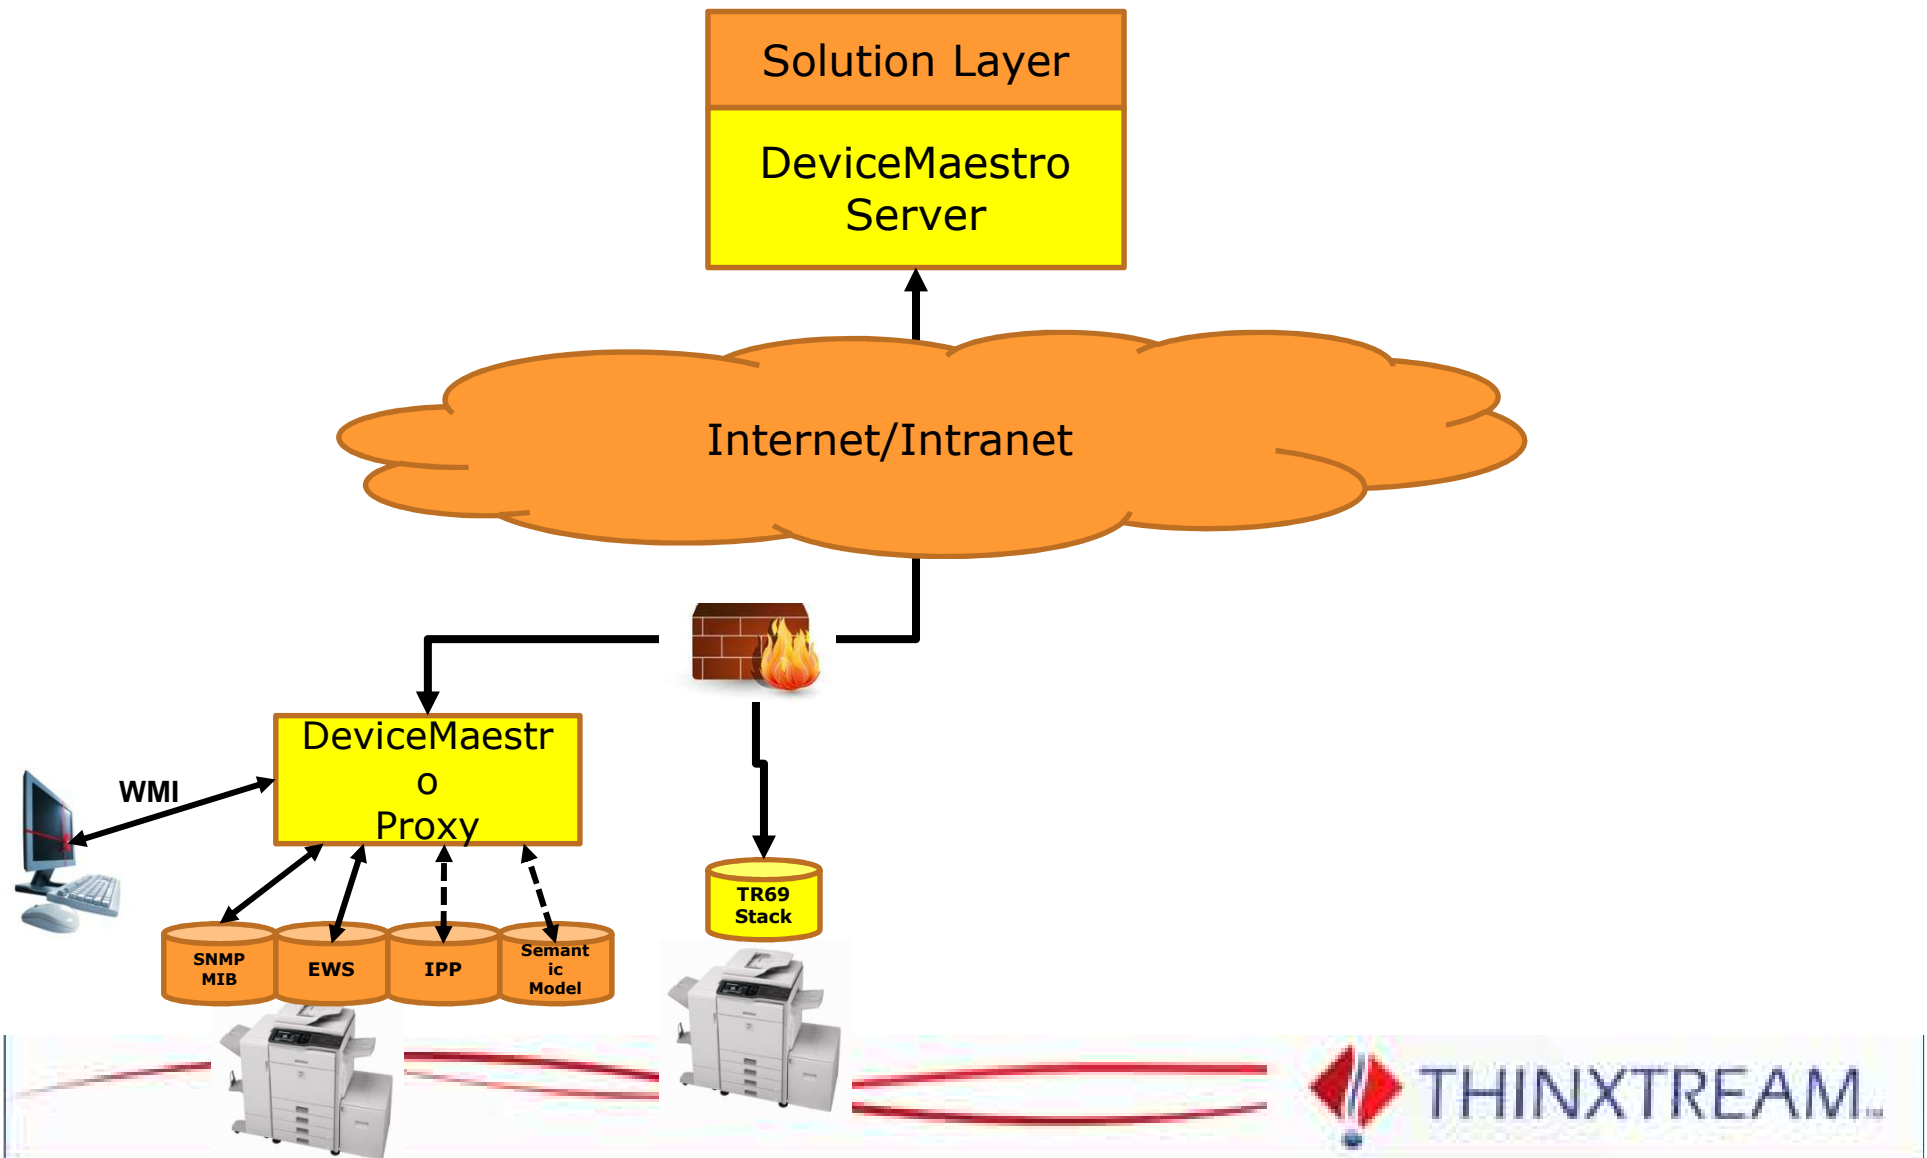 Solution Layer
DeviceMaestro
Server
Internet/Intranet
DeviceMaestr
o
Proxy
WMI
TR69
Stack
SNMP
MIB
EWS
IPP
Semant
ic
Model
THINXTREAM